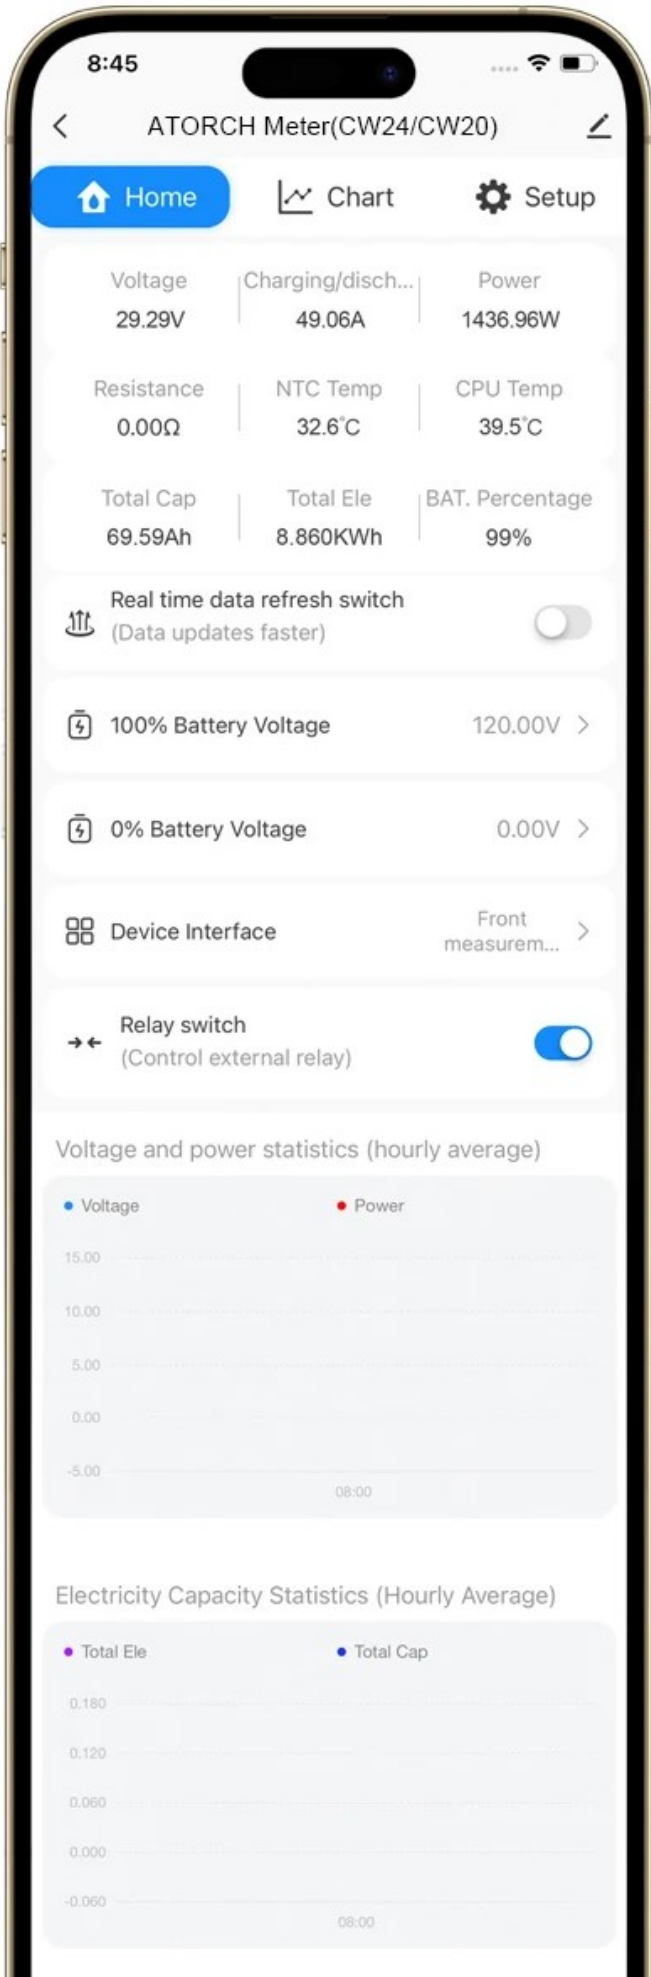 8:45
ATORCH Meter(CW24/CW20)
Home Chart Setup
Voltage Charging/disch... Power
29.29V 49.06A 1436.96W
Resistance NTC Temp CPU Temp
0.00Ω 32.6°C 39.5°C
Total Cap Total Ele BAT. Percentage
69.59Ah 8.860KWh 99%
Real time data refresh switch
(Data updates faster)
100% Battery Voltage 120.00V
0% Battery Voltage 0.00V
Device Interface Front measurem...
Relay switch
(Control external relay)
Voltage and power statistics (hourly average)
Voltage Power
15.00
10.00
5.00
0.00
-5.00
08:00
Electricity Capacity Statistics (Hourly Average)
Total Ele Total Cap
0.180
0.120
0.060
0.000
-0.060
08:00